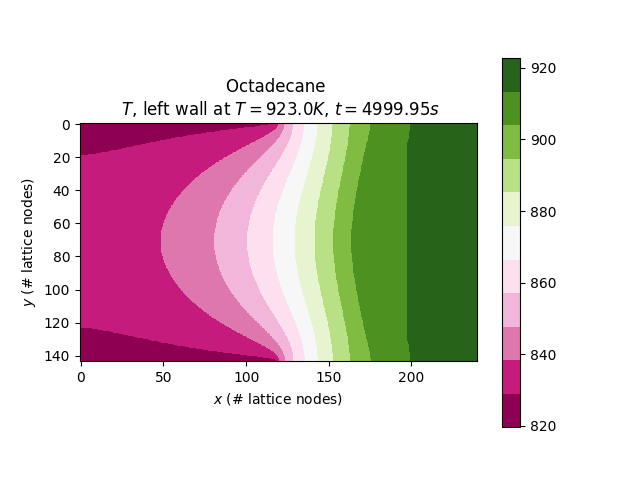 Octadecane
T, left wall at T = 923.0K, t = 4999.95s
0
20
40
60
80
100
120
140
y (# lattice nodes)
0 50 100 150 200
x (# lattice nodes)
920
900
880
860
840
820